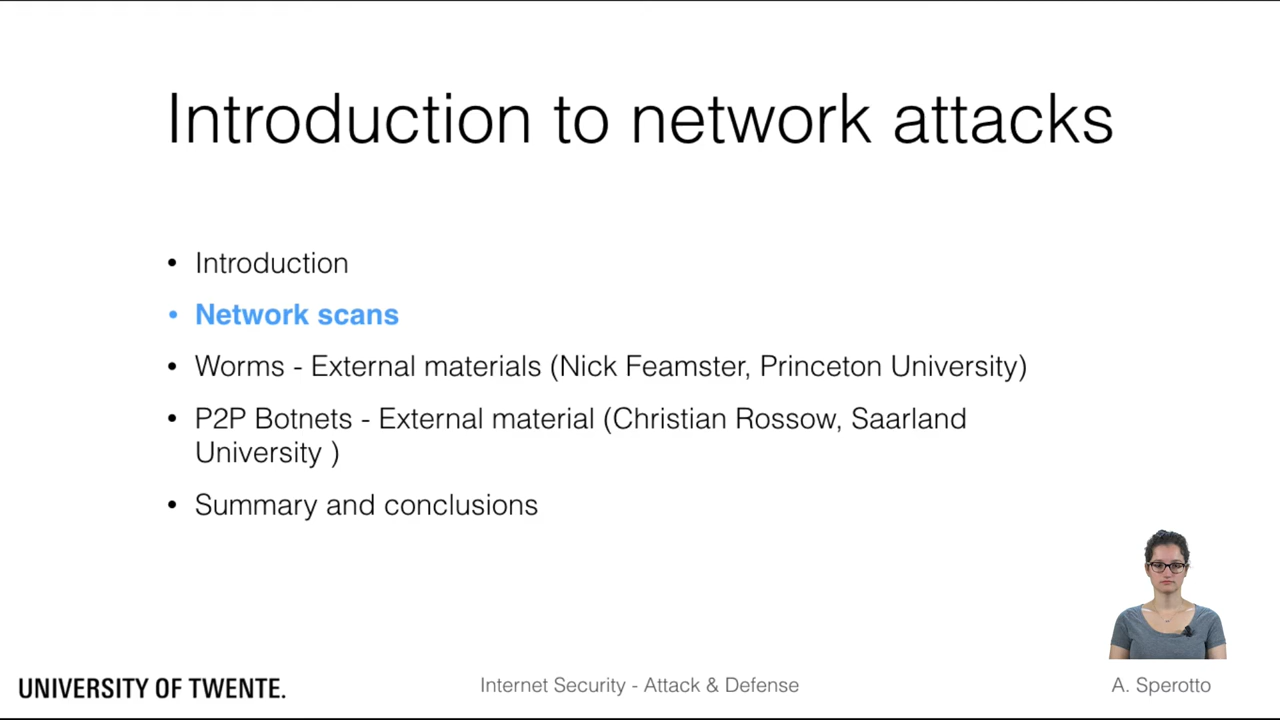 Introduction to network attacks
• Introduction
• Network scans
• Worms - External materials (Nick Feamster, Princeton University)
• P2P Botnets - External material (Christian Rossow, Saarland
University )
• Summary and conclusions
UNIVERSITY OF TWENTE.
Internet Security - Attack & Defense
A. Sperotto